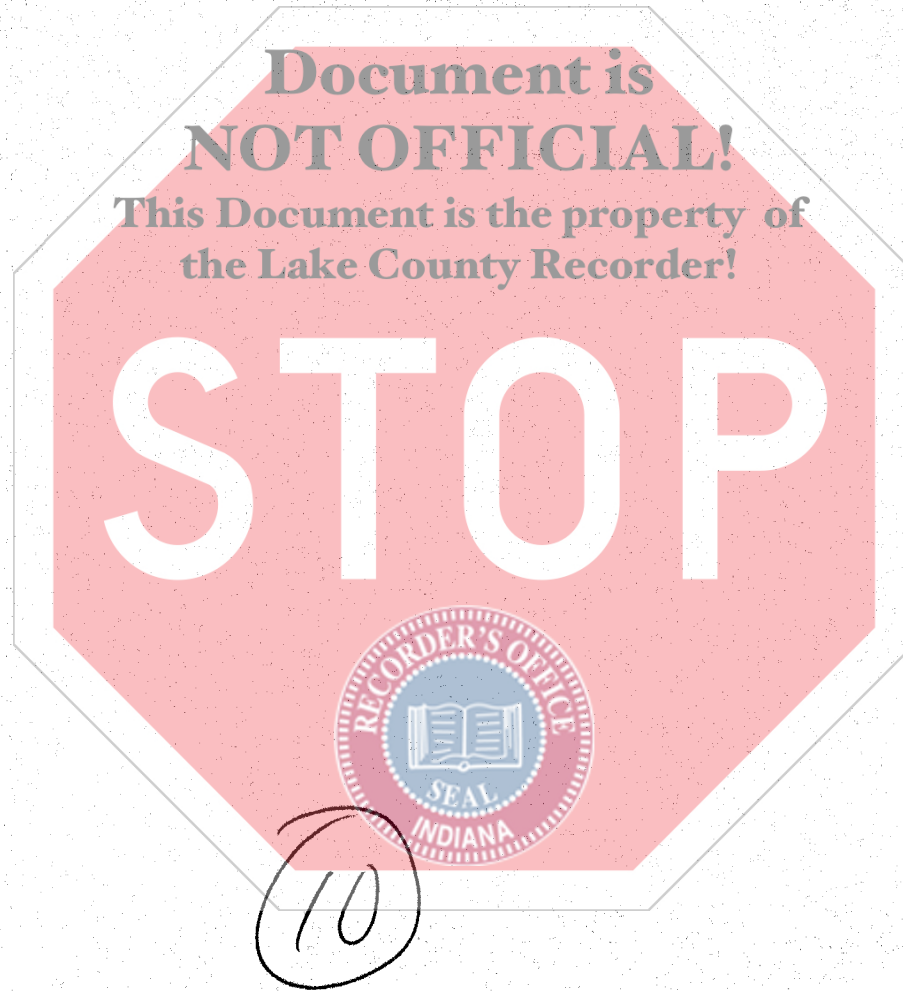 Document is
NOT OFFICIAL!
This Document is the property of
the Lake County Recorder!
STOP
RECORDER'S OFFICE
SEAL
INDIANA
10